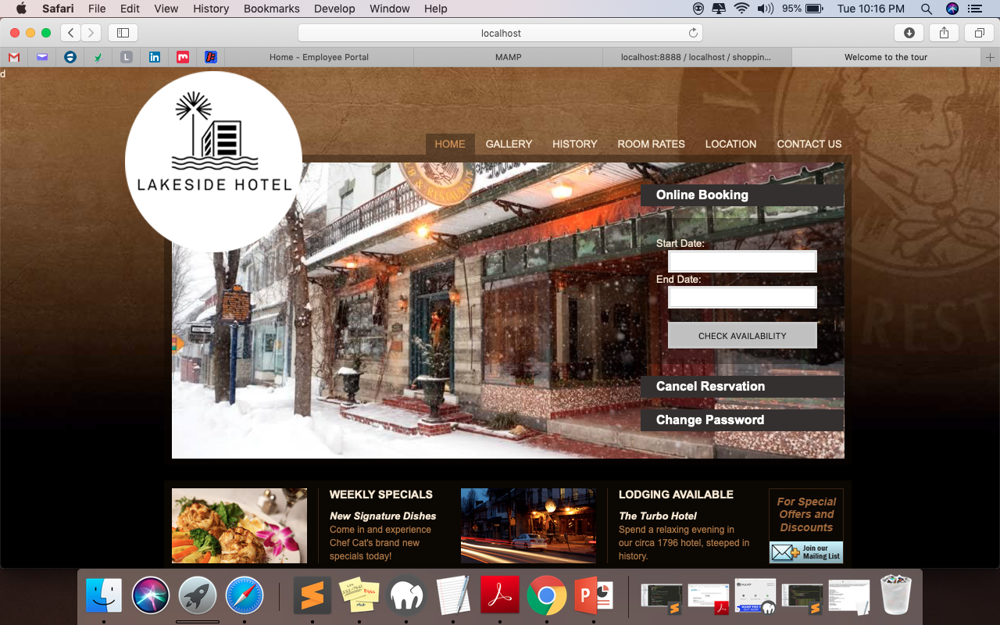 Safari File Edit View History Bookmarks Develop Window Help 95% Tue 10:16 PM
localhost
L in Home - Employee Portal MAMP localhost:8888 / localhost / shoppin... Welcome to the tour
d
LAKESIDE HOTEL
HOME GALLERY HISTORY ROOM RATES LOCATION CONTACT US
& RESTAURANT
Online Booking
Start Date:
End Date:
CHECK AVAILABILITY
Cancel Resrvation
Change Password
WEEKLY SPECIALS
New Signature Dishes
Come in and experience
Chef Cat's brand new
specials today!
LODGING AVAILABLE
The Turbo Hotel
Spend a relaxing evening in
our circa 1796 hotel, steeped in
history.
For Special
Offers and
Discounts
Join our
Mailing List